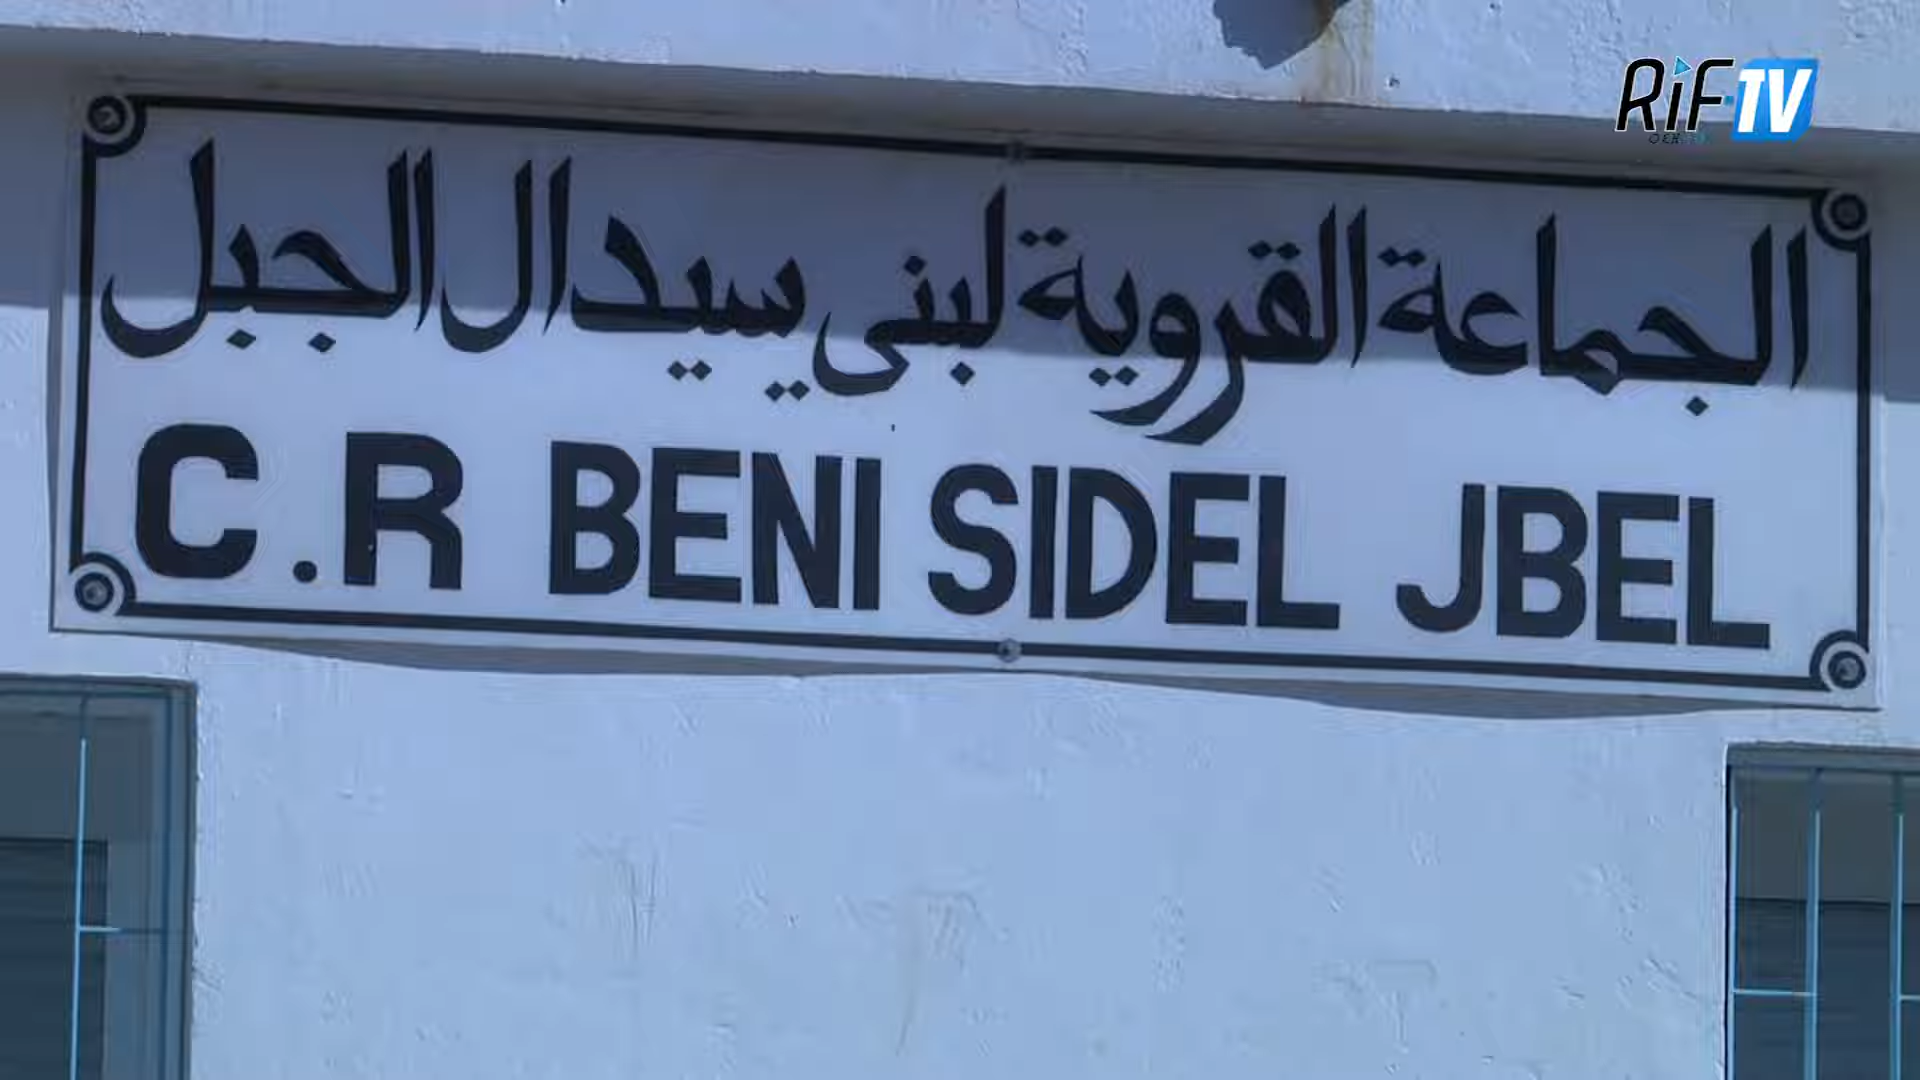 الجماعة القروية لبني سيدال الجبل
C.R BENI SIDEL JBEL
RiF-TV